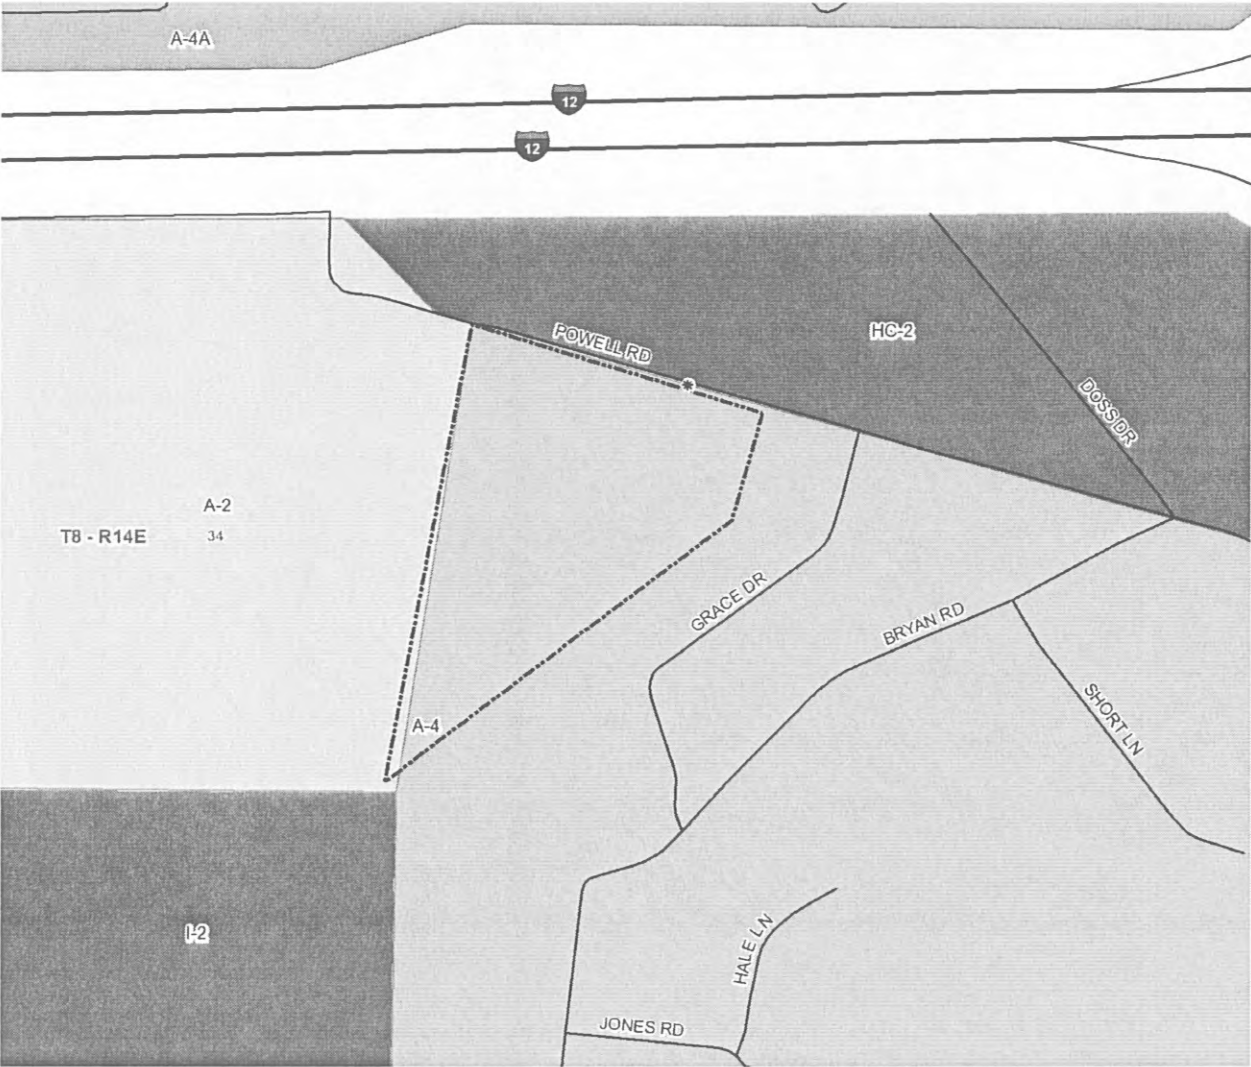 A-4A
12
12
POWELL RD
HC-2
DOSS DR
A-2
T8 - R14E
34
GRACE DR
BRYAN RD
SHORT LN
A-4
I-2
HALE LN
JONES RD